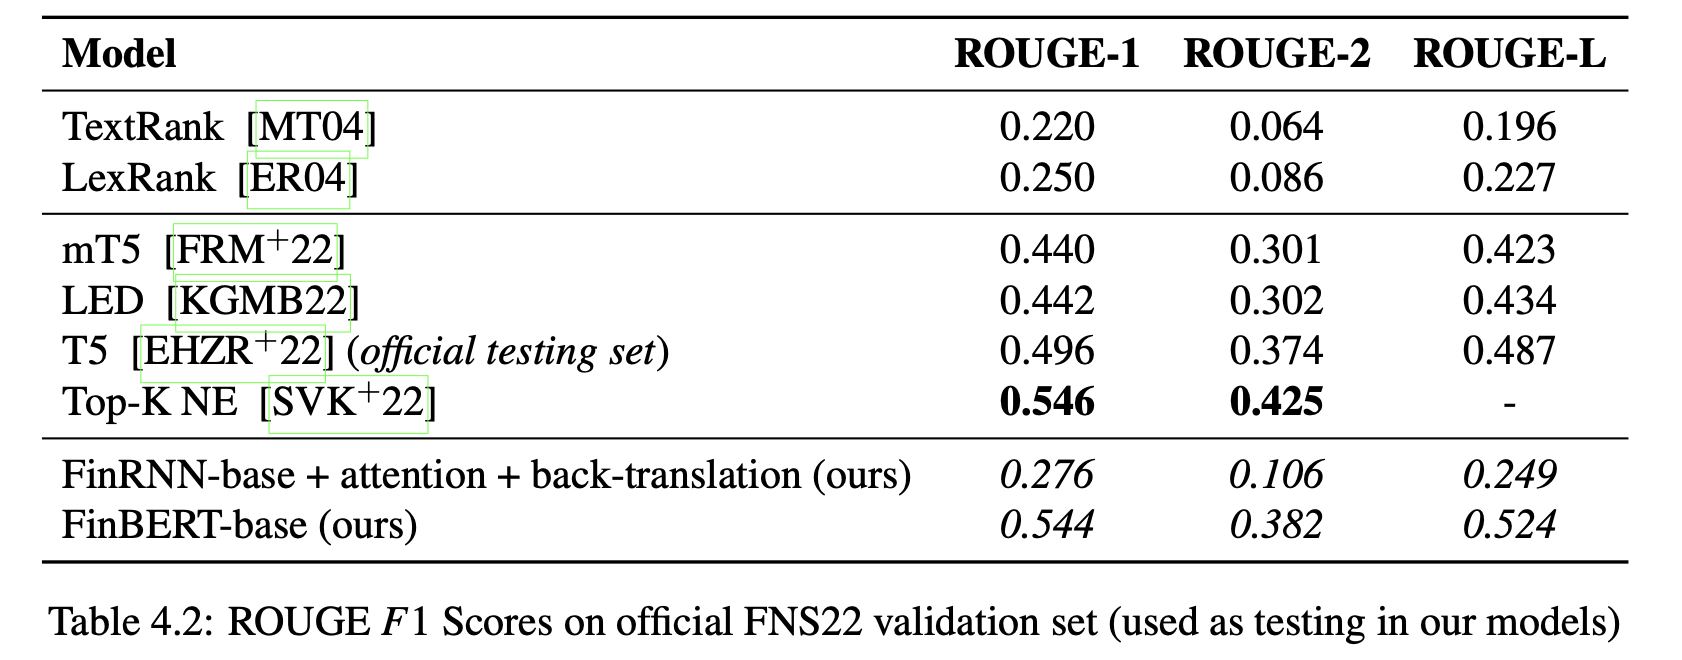 Model ROUGE-1 ROUGE-2 ROUGE-L
TextRank [MT04] 0.220 0.064 0.196
LexRank [ER04] 0.250 0.086 0.227
mT5 [FRM+22] 0.440 0.301 0.423
LED [KGMB22] 0.442 0.302 0.434
T5 [EHZR+22] (official testing set) 0.496 0.374 0.487
Top-K NE [SVK+22] 0.546 0.425 -
FinRNN-base + attention + back-translation (ours) 0.276 0.106 0.249
FinBERT-base (ours) 0.544 0.382 0.524
Table 4.2: ROUGE F1 Scores on official FNS22 validation set (used as testing in our models)